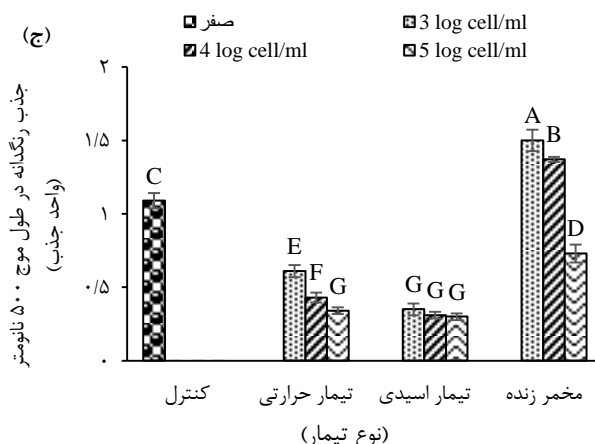 (ج)
صفر
3 log cell/ml
4 log cell/ml
5 log cell/ml
جذب رنگدانه در طول موج ۵۰۰ نانومتر
(واحد جذب)
۲
۱/۵
۱
۰/۵
۰
C
E
F
G
G
G
G
A
B
D
کنترل
تیمار حرارتی
تیمار اسیدی
مخمر زنده
(نوع تیمار)